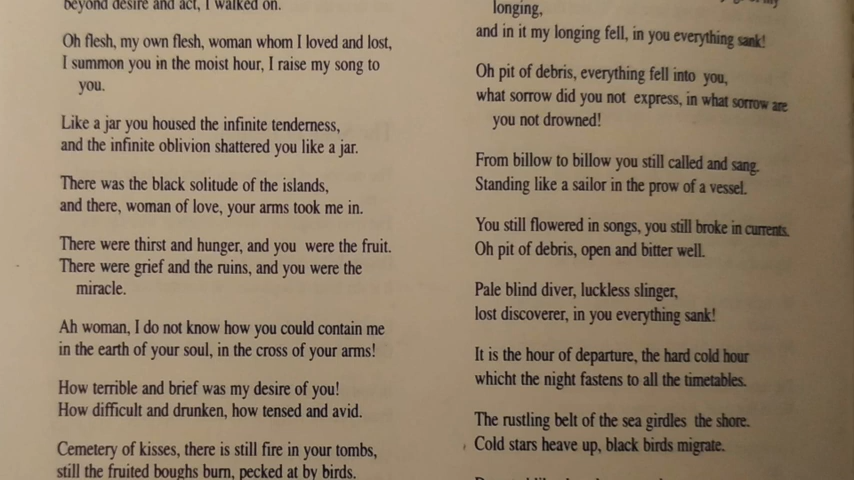 beyond desire and act, I walked on.
Oh flesh, my own flesh, woman whom I loved and lost,
I summon you in the moist hour, I raise my song to
you.
Like a jar you housed the infinite tenderness,
and the infinite oblivion shattered you like a jar.
There was the black solitude of the islands,
and there, woman of love, your arms took me in.
There were thirst and hunger, and you were the fruit.
There were grief and the ruins, and you were the
miracle.
Ah woman, I do not know how you could contain me
in the earth of your soul, in the cross of your arms!
How terrible and brief was my desire of you!
How difficult and drunken, how tensed and avid.
Cemetery of kisses, there is still fire in your tombs,
still the fruited boughs burn, pecked at by birds.
longing,
and in it my longing fell, in you everything sank!
Oh pit of debris, everything fell into you,
what sorrow did you not express, in what sorrow are
you not drowned!
From billow to billow you still called and sang.
Standing like a sailor in the prow of a vessel.
You still flowered in songs, you still broke in currents.
Oh pit of debris, open and bitter well.
Pale blind diver, luckless slinger,
lost discoverer, in you everything sank!
It is the hour of departure, the hard cold hour
whicht the night fastens to all the timetables.
The rustling belt of the sea girdles the shore.
Cold stars heave up, black birds migrate.